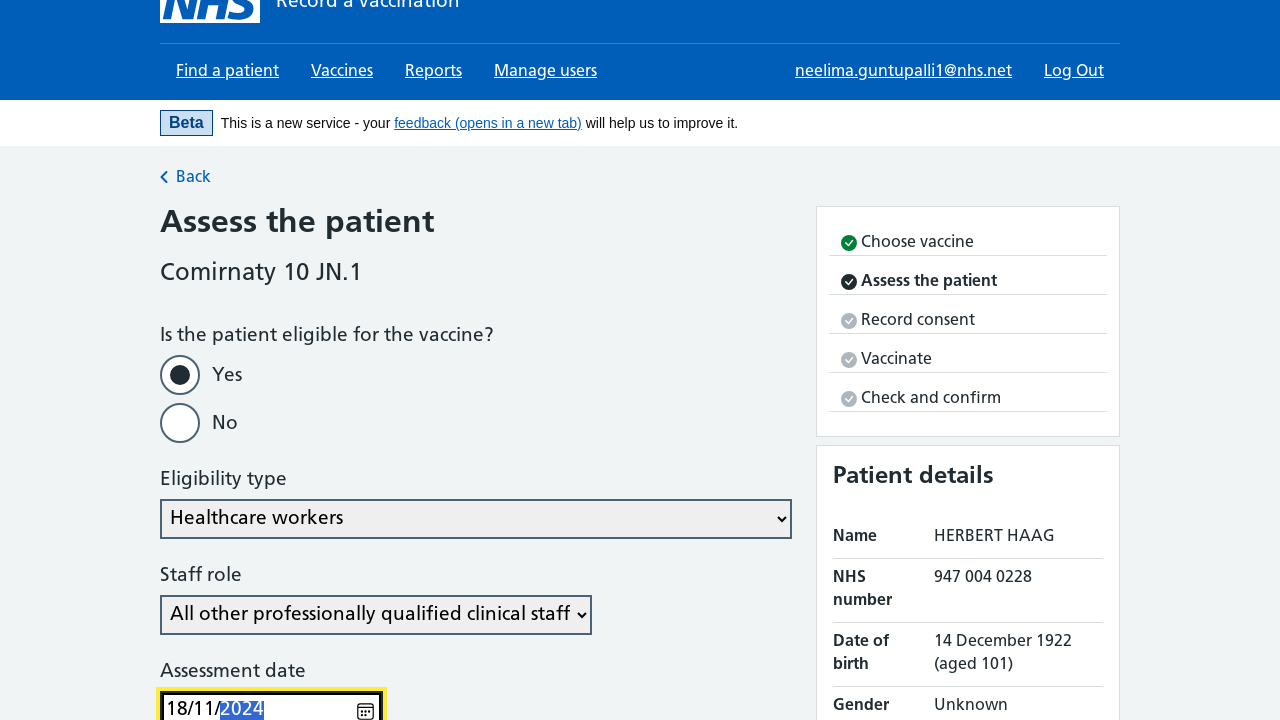 NHS Record a vaccination
Find a patient Vaccines Reports Manage users neelima.guntupalli1@nhs.net Log Out
Beta This is a new service - your feedback (opens in a new tab) will help us to improve it.
Back
Assess the patient
Comirnaty 10 JN.1
Is the patient eligible for the vaccine?
Yes
No
Eligibility type
Healthcare workers
Staff role
All other professionally qualified clinical staff
Assessment date
18/11/2024
Choose vaccine
Assess the patient
Record consent
Vaccinate
Check and confirm
Patient details
Name HERBERT HAAG
NHS number 947 004 0228
Date of birth 14 December 1922 (aged 101)
Gender Unknown